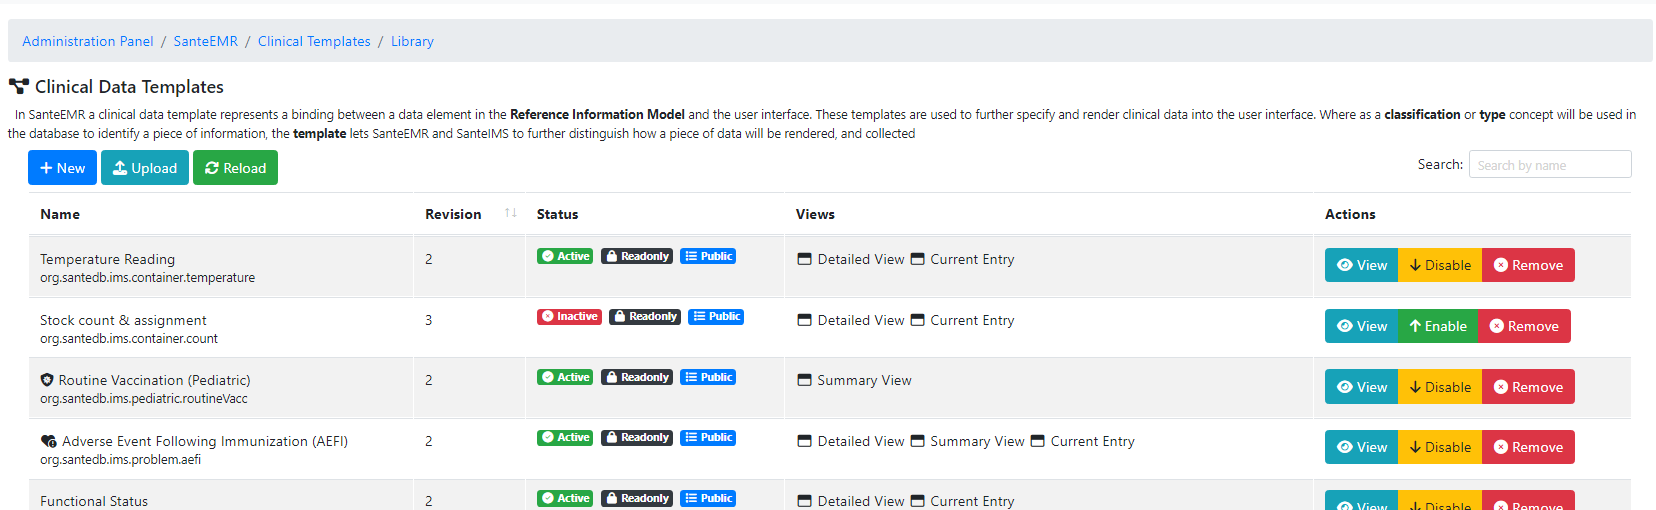 Administration Panel / SanteEMR / Clinical Templates / Library
Clinical Data Templates
In SanteEMR a clinical data template represents a binding between a data element in the Reference Information Model and the user interface. These templates are used to further specify and render clinical data into the user interface. Where as a classification or type concept will be used in
the database to identify a piece of information, the template lets SanteEMR and SanteIMS to further distinguish how a piece of data will be rendered, and collected
New Upload Reload Search: Search by name
Name Revision Status Views Actions
Temperature Reading 2 Active Readonly Public Detailed View Current Entry View Disable Remove
org.santedb.ims.container.temperature
Stock count & assignment 3 Inactive Readonly Public Detailed View Current Entry View Enable Remove
org.santedb.ims.container.count
Routine Vaccination (Pediatric) 2 Active Readonly Public Summary View View Disable Remove
org.santedb.ims.pediatric.routineVacc
Adverse Event Following Immunization (AEFI) 2 Active Readonly Public Detailed View Summary View Current Entry View Disable Remove
org.santedb.ims.problem.aefi
Functional Status 2 Active Readonly Public Detailed View Current Entry View Disable Remove